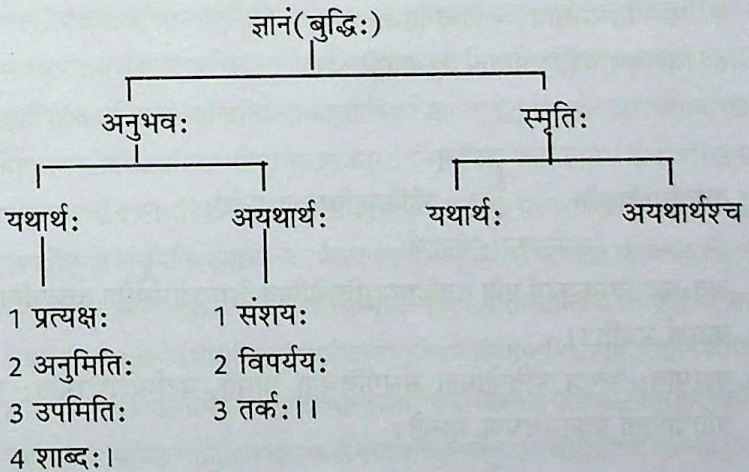 ज्ञानं(बुद्धि:)
अनुभव: स्मृति:
यथार्थ: अयथार्थ: यथार्थ: अयथार्थश्च
1 प्रत्यक्ष: 1 संशय:
2 अनुमिति: 2 विपर्यय:
3 उपमिति: 3 तर्क:।।
4 शाब्द:।